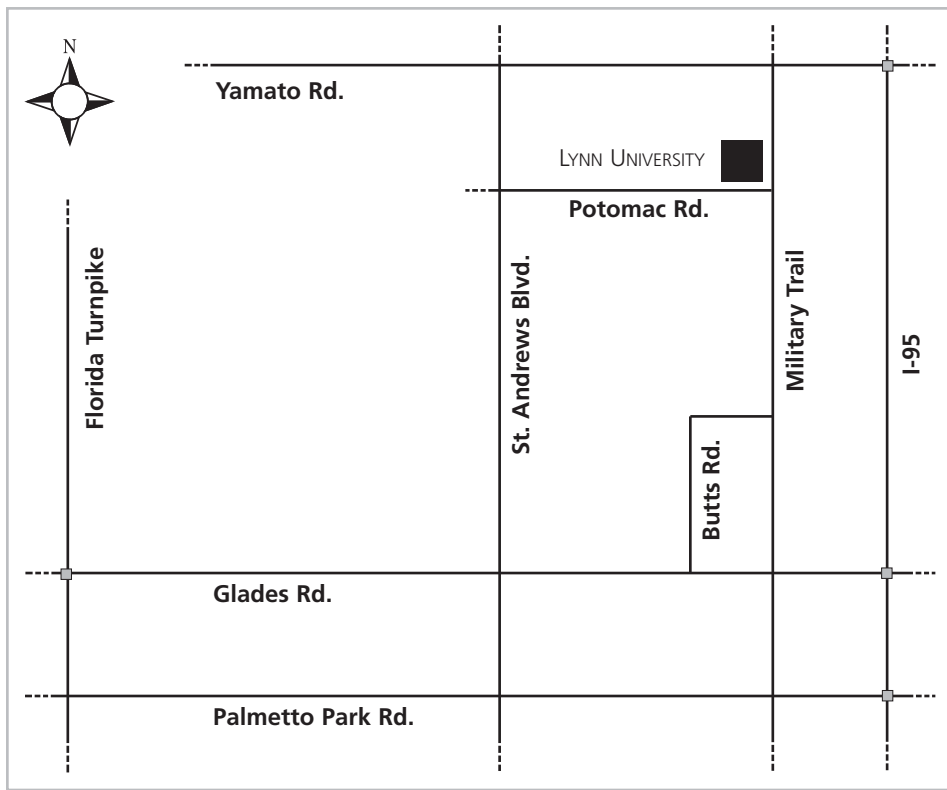 N
Yamato Rd.
LYNN UNIVERSITY
Potomac Rd.
Florida Turnpike
St. Andrews Blvd.
Military Trail
I-95
Butts Rd.
Glades Rd.
Palmetto Park Rd.